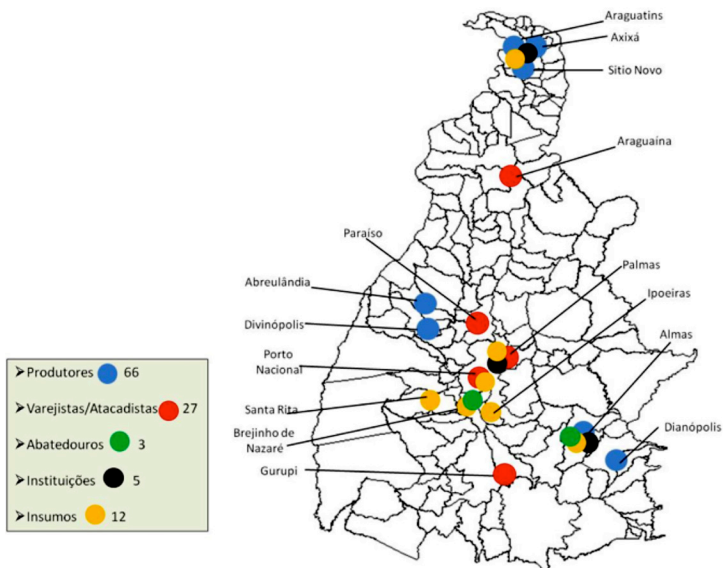 Araguatins
Axixá
Sitio Novo
Araguaína
Paraíso
Palmas
Abreulândia
Ipoeiras
Divinópolis
Almas
Porto
Nacional
➢Produtores 66
➢Varejistas/Atacadistas 27
➢Abatedouros 3
➢Instituições 5
➢Insumos 12
Santa Rita
Brejinho de
Nazaré
Dianópolis
Gurupi